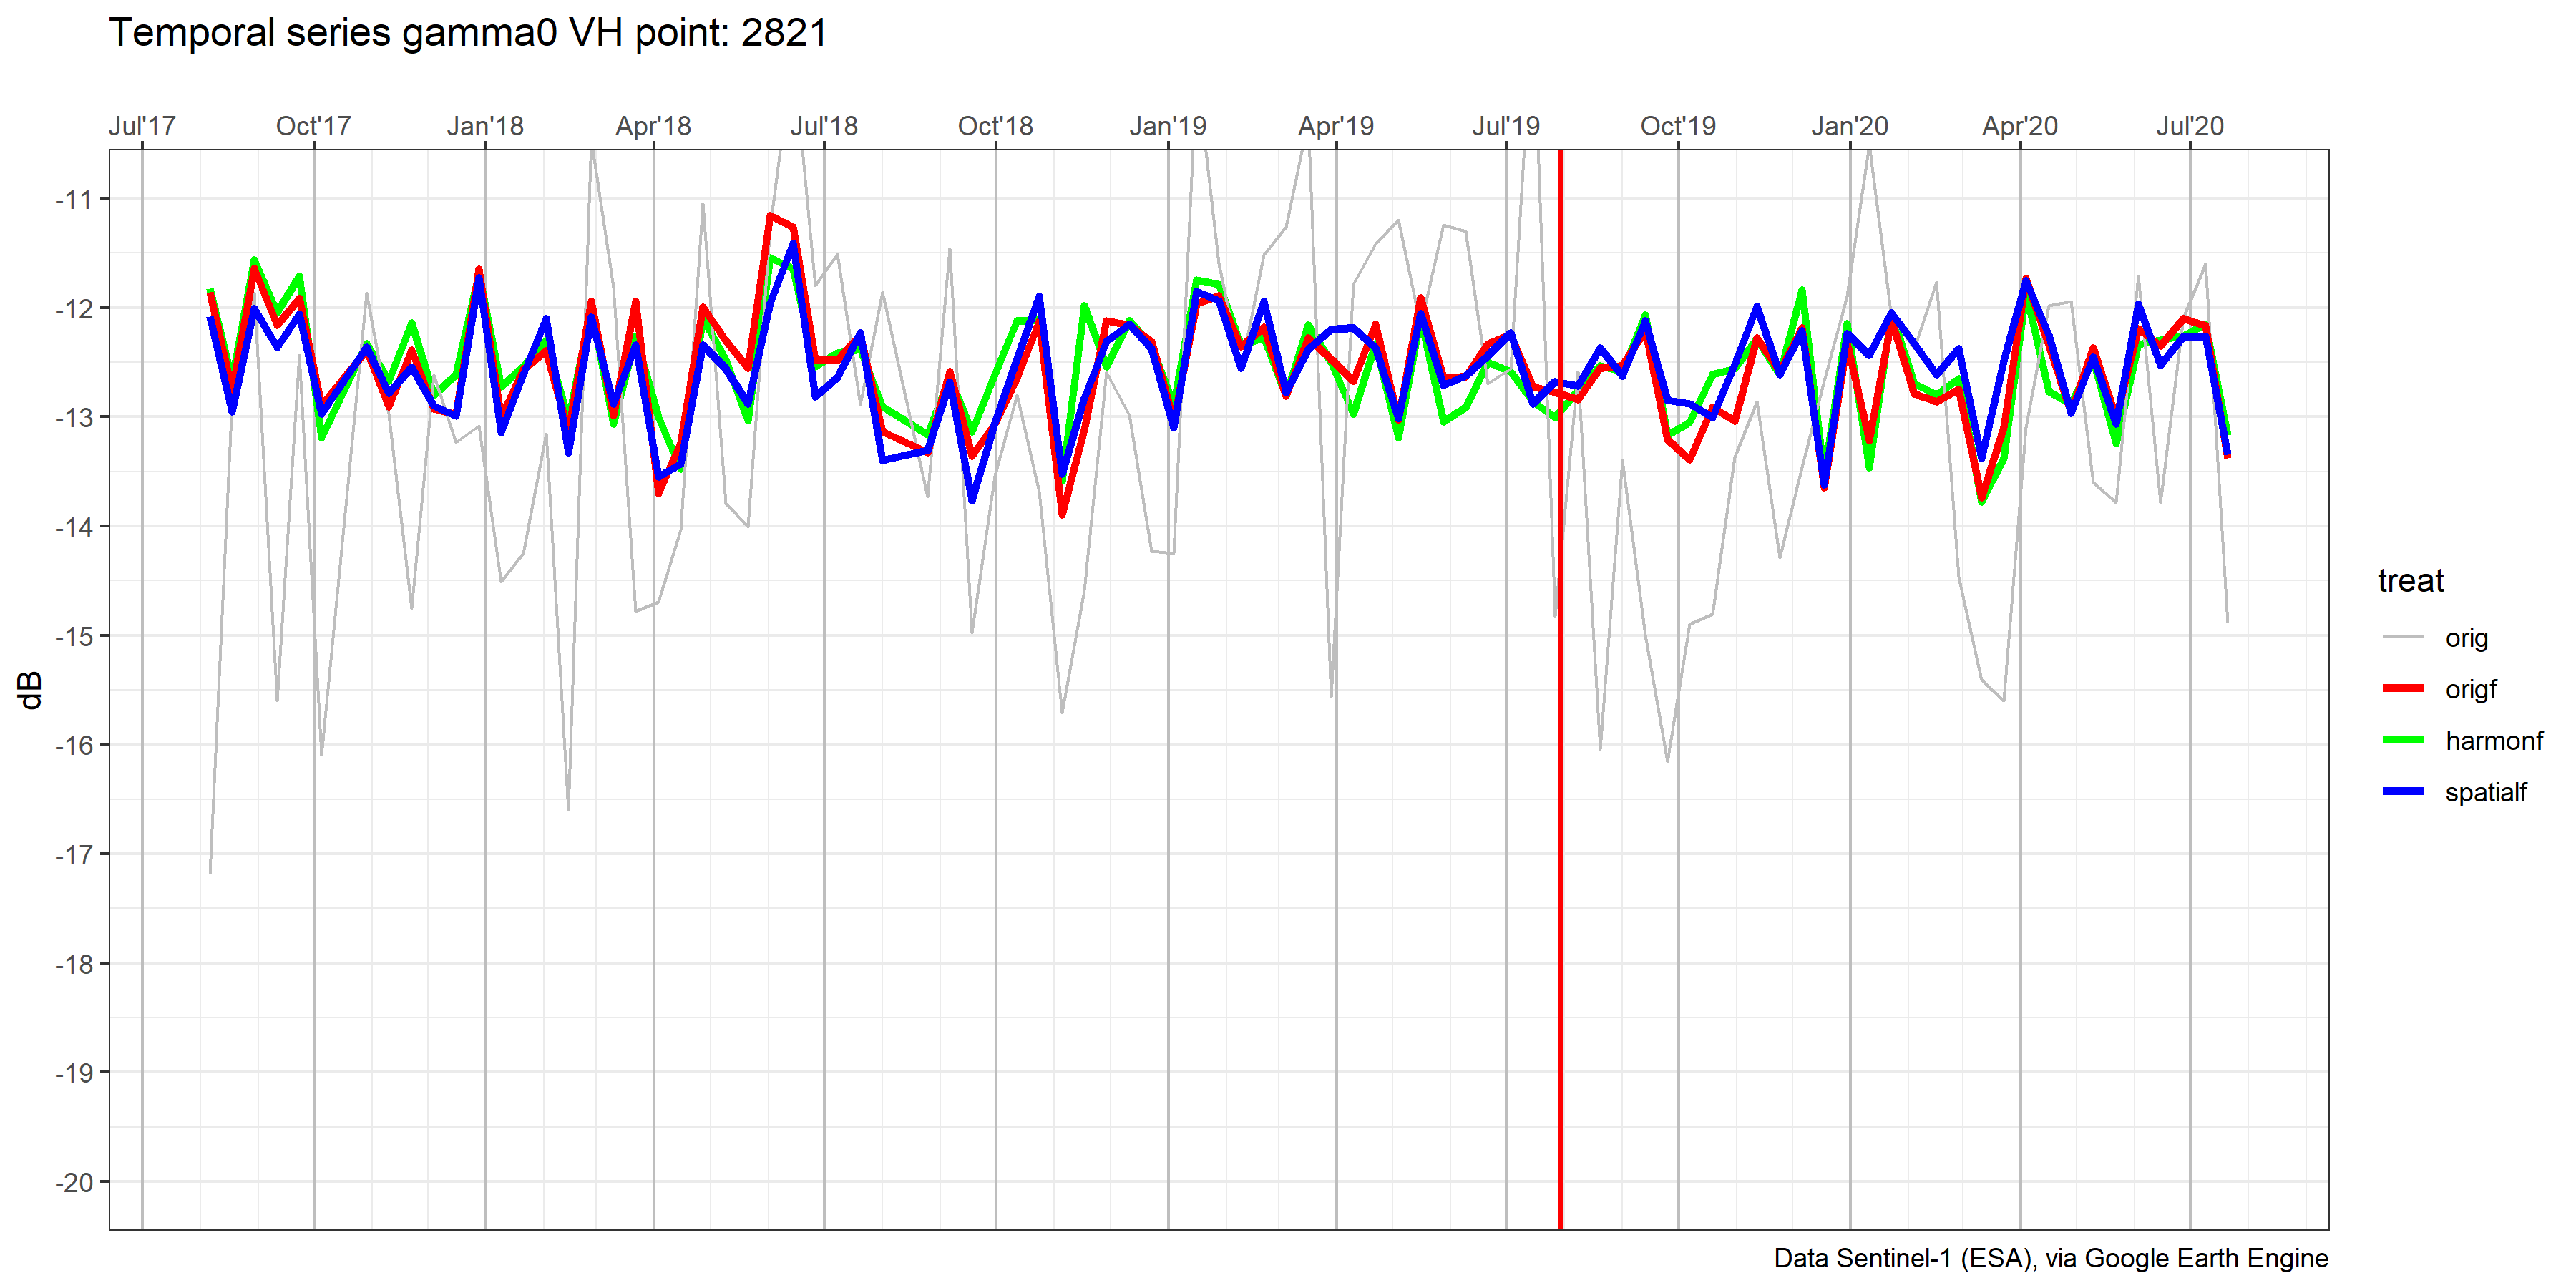 Temporal series gamma0 VH point: 2821
Jul'17 Oct'17 Jan'18 Apr'18 Jul'18 Oct'18 Jan'19 Apr'19 Jul'19 Oct'19 Jan'20 Apr'20 Jul'20
-11
-12
-13
-14
-15
-16
-17
-18
-19
-20
dB
treat
orig
origf
harmonf
spatialf
Data Sentinel-1 (ESA), via Google Earth Engine